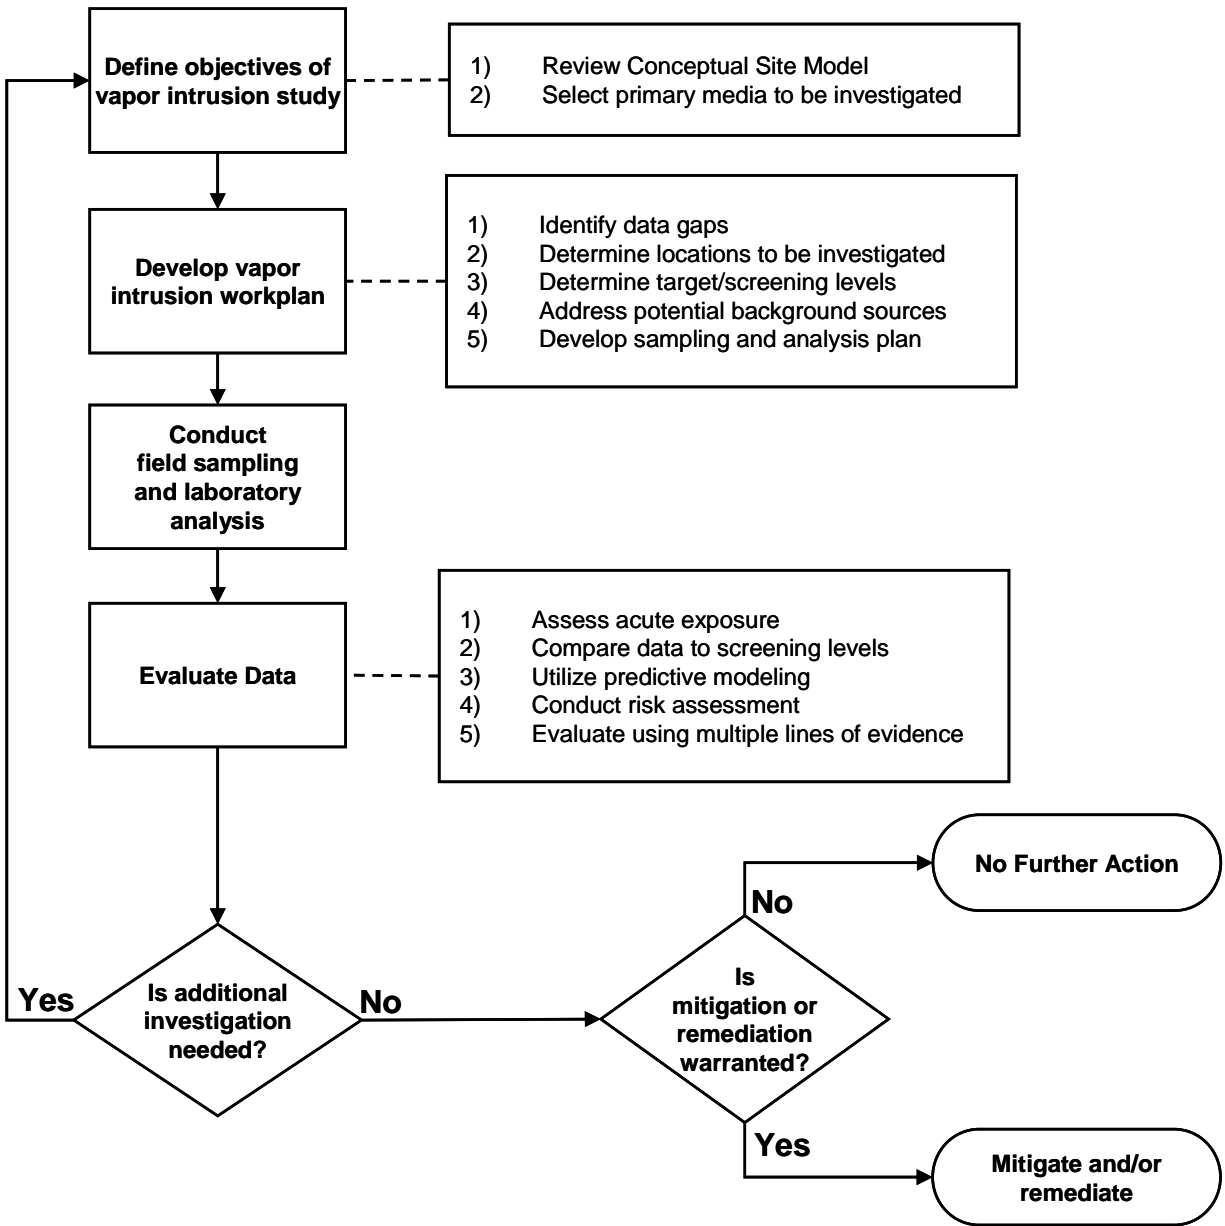 Define objectives of
vapor intrusion study
1) Review Conceptual Site Model
2) Select primary media to be investigated
Develop vapor
intrusion workplan
1) Identify data gaps
2) Determine locations to be investigated
3) Determine target/screening levels
4) Address potential background sources
5) Develop sampling and analysis plan
Conduct
field sampling
and laboratory
analysis
Evaluate Data
1) Assess acute exposure
2) Compare data to screening levels
3) Utilize predictive modeling
4) Conduct risk assessment
5) Evaluate using multiple lines of evidence
Yes
Is additional
investigation
needed?
No
Is
mitigation or
remediation
warranted?
No
No Further Action
Yes
Mitigate and/or
remediate